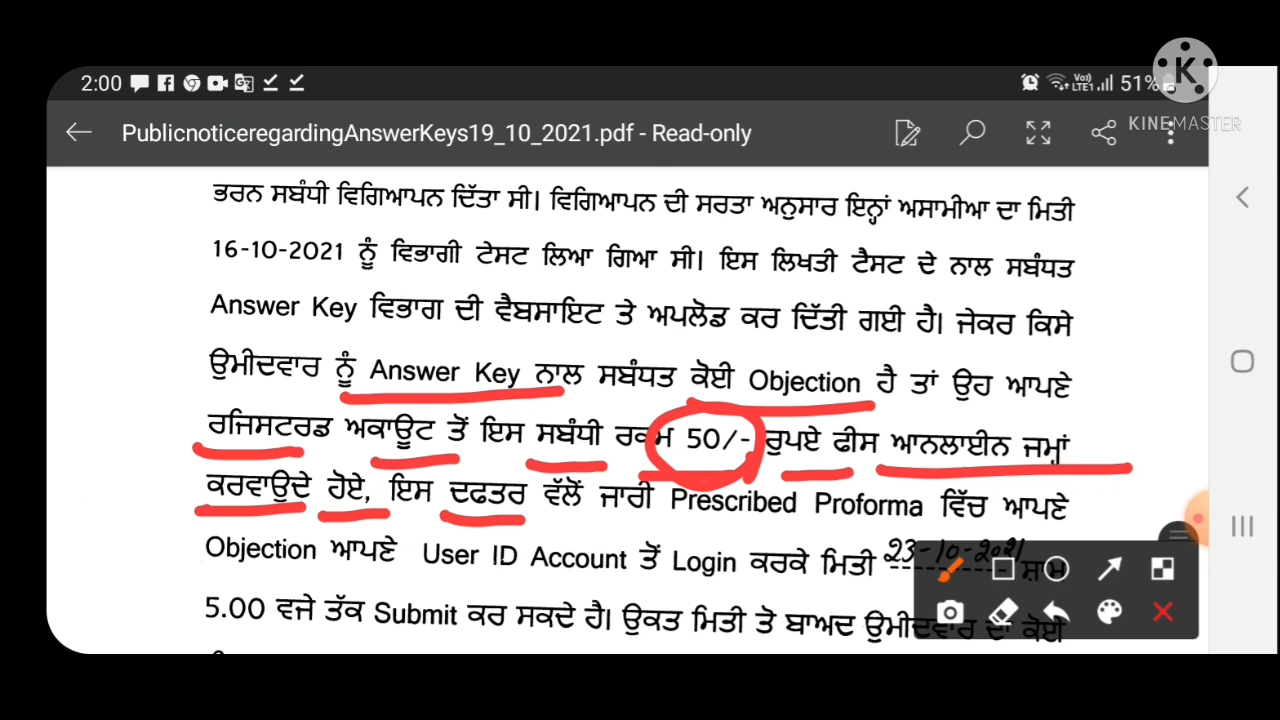 2:00
51%
KINEMASTER
PublicnoticeregardingAnswerKeys19_10_2021.pdf - Read-only
ਭਰਨ ਸਬੰਧੀ ਵਿਗਿਆਪਨ ਦਿੱਤਾ ਸੀ। ਵਿਗਿਆਪਨ ਦੀ ਸਰਤਾ ਅਨੁਸਾਰ ਇਨ੍ਹਾਂ ਅਸਾਮੀਆ ਦਾ ਮਿਤੀ
16-10-2021 ਨੂੰ ਵਿਭਾਗੀ ਟੇਸਟ ਲਿਆ ਗਿਆ ਸੀ। ਇਸ ਲਿਖਤੀ ਟੈਸਟ ਦੇ ਨਾਲ ਸਬੰਧਤ
Answer Key ਵਿਭਾਗ ਦੀ ਵੈਬਸਾਇਟ ਤੇ ਅਪਲੋਡ ਕਰ ਦਿੱਤੀ ਗਈ ਹੈ। ਜੇਕਰ ਕਿਸੇ
ਉਮੀਦਵਾਰ ਨੂੰ Answer Key ਨਾਲ ਸਬੰਧਤ ਕੋਈ Objection ਹੈ ਤਾਂ ਉਹ ਆਪਣੇ
ਰਜਿਸਟਰਡ ਅਕਾਊਟ ਤੋਂ ਇਸ ਸਬੰਧੀ ਰਕਮ 50/- ਰੁਪਏ ਫੀਸ ਆਨਲਾਈਨ ਜਮ੍ਹਾਂ
ਕਰਵਾਉਦੇ ਹੋਏ, ਇਸ ਦਫਤਰ ਵੱਲੋਂ ਜਾਰੀ Prescribed Proforma ਵਿੱਚ ਆਪਣੇ
Objection ਆਪਣੇ User ID Account ਤੋਂ Login ਕਰਕੇ ਮਿਤੀ 23-10-2021 ਸ਼ਾਮ
5.00 ਵਜੇ ਤੱਕ Submit ਕਰ ਸਕਦੇ ਹੈ। ਉਕਤ ਮਿਤੀ ਤੋ ਬਾਅਦ ਉਮੀਦਵਾਰ ਦਾ ਕੋਈ